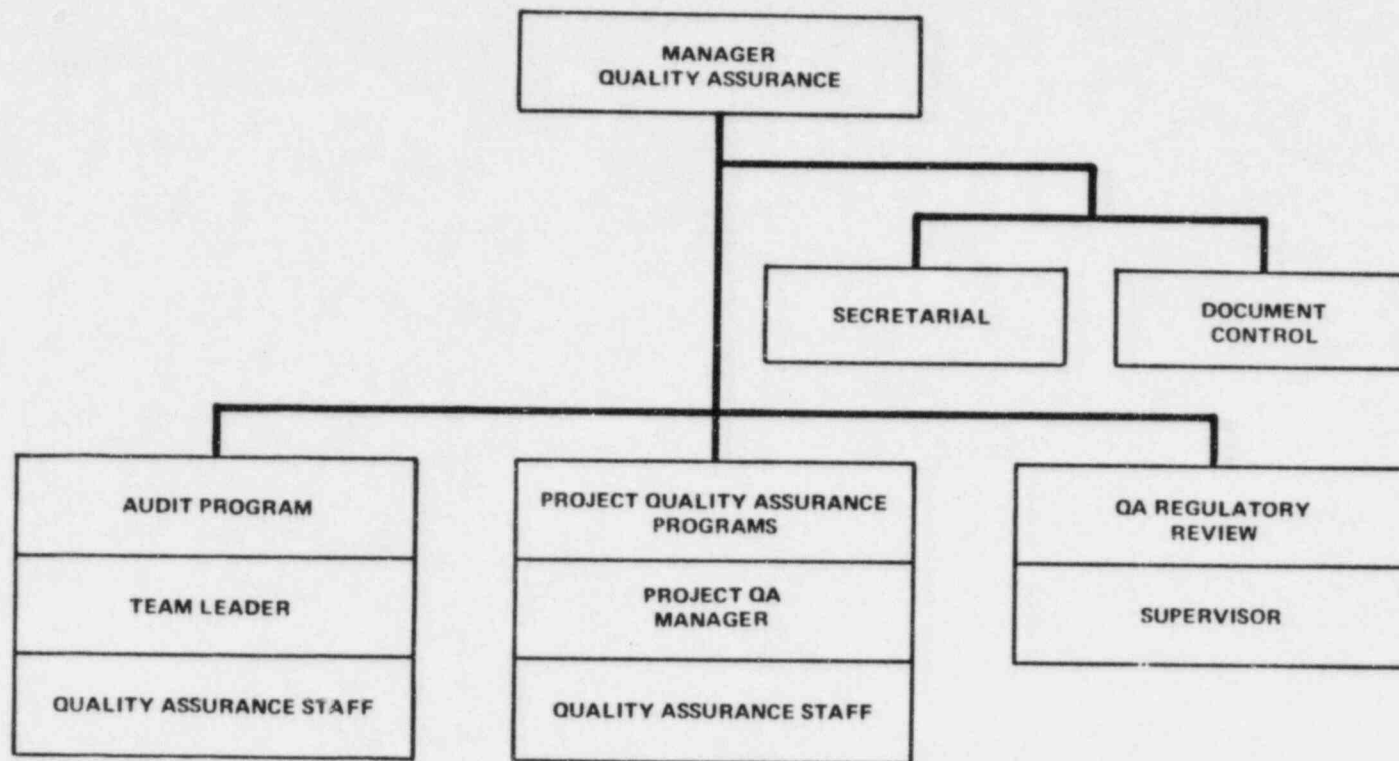 MANAGER
QUALITY ASSURANCE
SECRETARIAL
DOCUMENT
CONTROL
AUDIT PROGRAM
PROJECT QUALITY ASSURANCE
PROGRAMS
QA REGULATORY
REVIEW
TEAM LEADER
PROJECT QA
MANAGER
SUPERVISOR
QUALITY ASSURANCE STAFF
QUALITY ASSURANCE STAFF